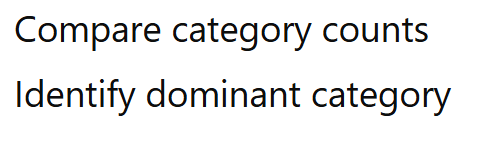 Compare category counts
Identify dominant category